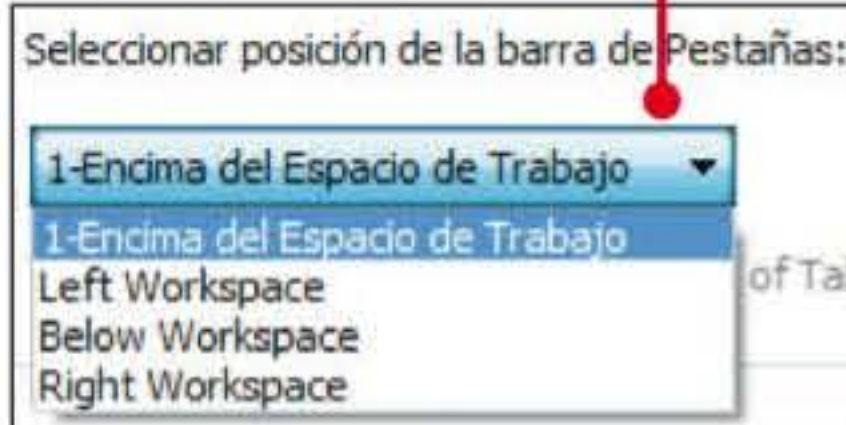 Seleccionar posición de la barra de Pestañas:
1-Encima del Espacio de Trabajo
1-Encima del Espacio de Trabajo
Left Workspace
of
Below Workspace
Right Workspace